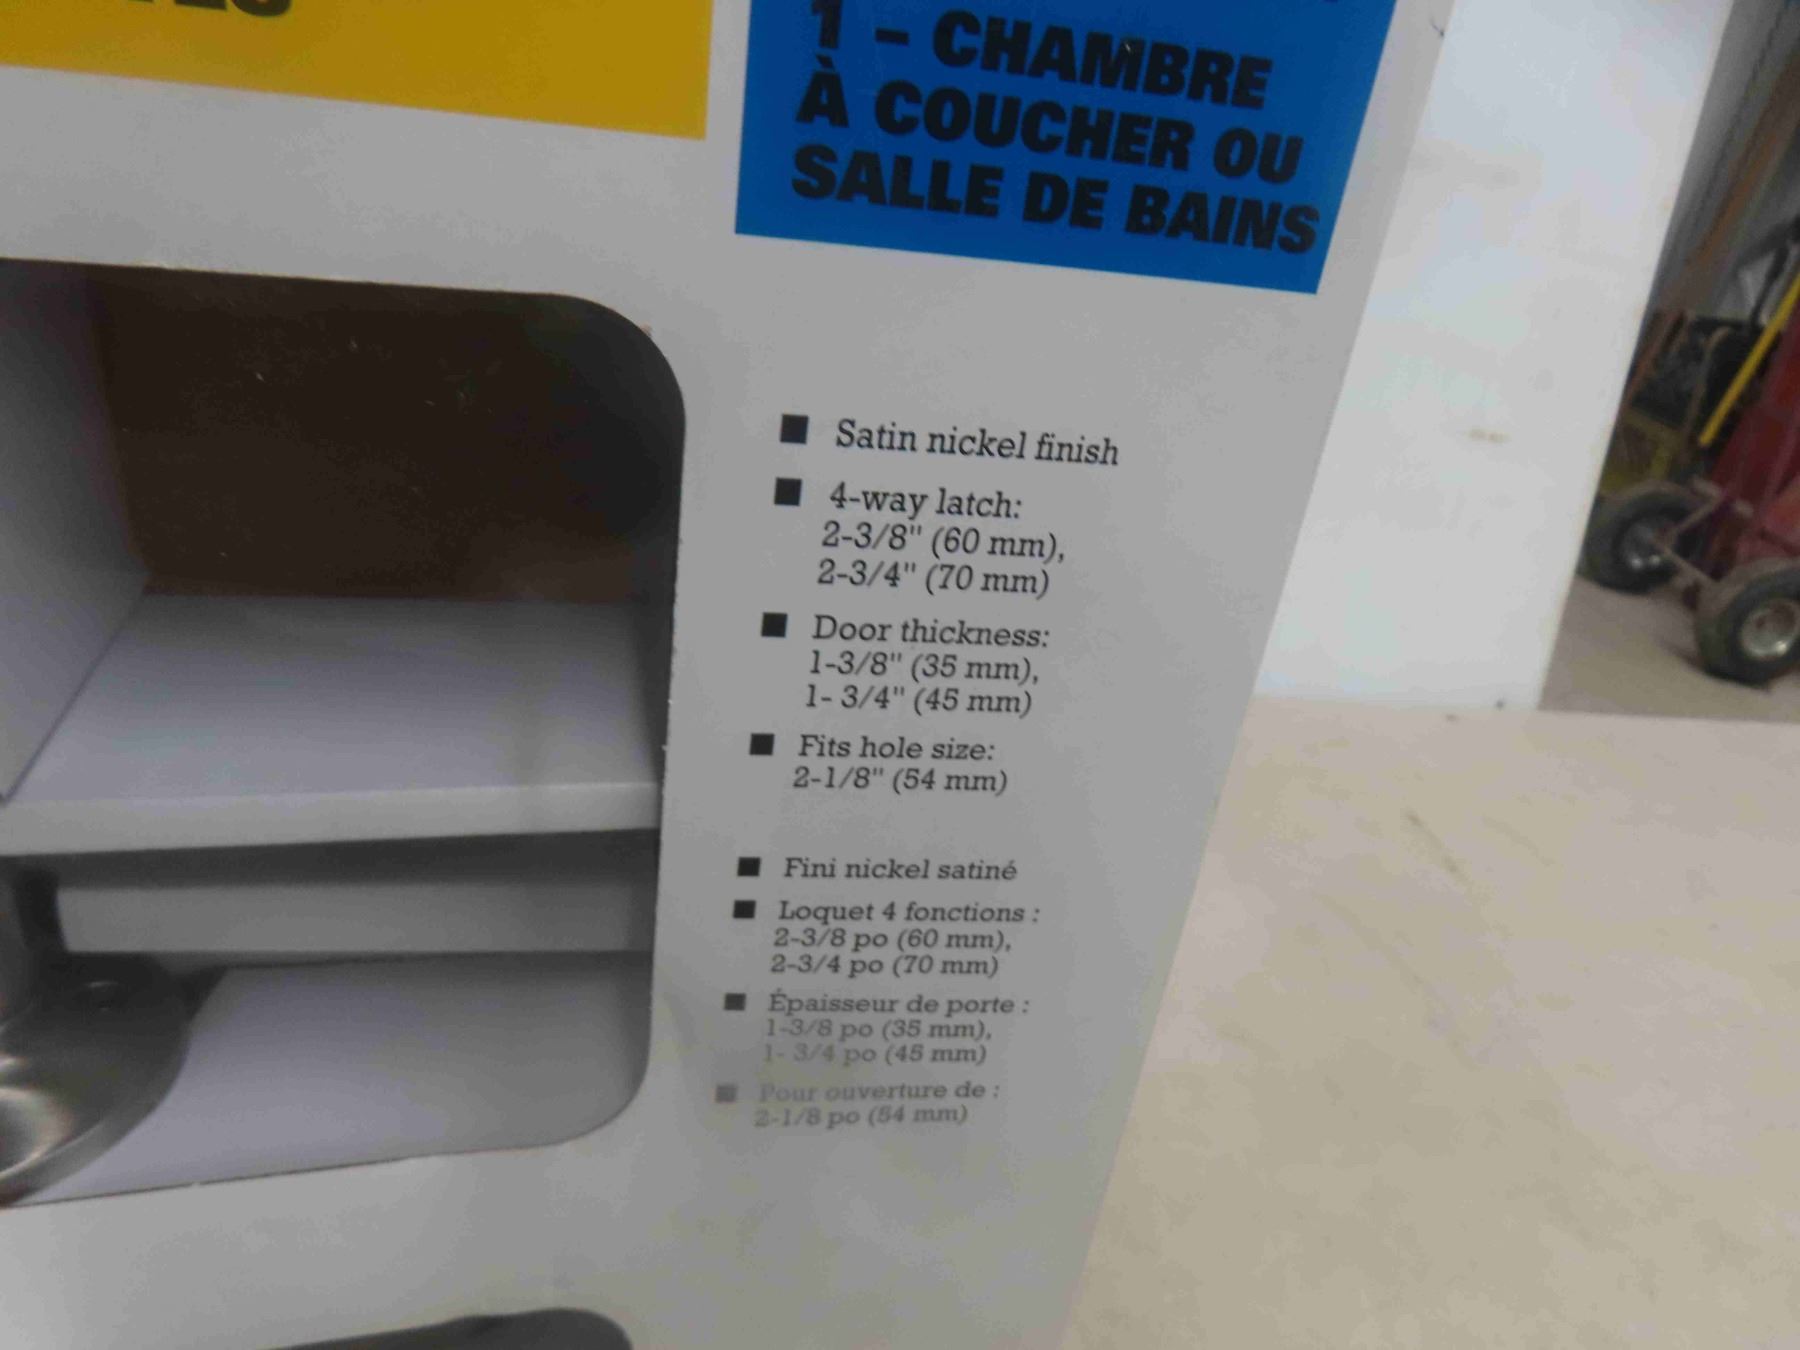 1 – CHAMBRE
À COUCHER OU
SALLE DE BAINS
■ Satin nickel finish
■ 4-way latch:
2-3/8" (60 mm),
2-3/4" (70 mm)
■ Door thickness:
1-3/8" (35 mm),
1- 3/4" (45 mm)
■ Fits hole size:
2-1/8" (54 mm)
■ Fini nickel satiné
■ Loquet 4 fonctions :
2-3/8 po (60 mm),
2-3/4 po (70 mm)
■ Épaisseur de porte :
1-3/8 po (35 mm),
1- 3/4 po (45 mm)
■ Pour ouverture de :
2-1/8 po (54 mm)